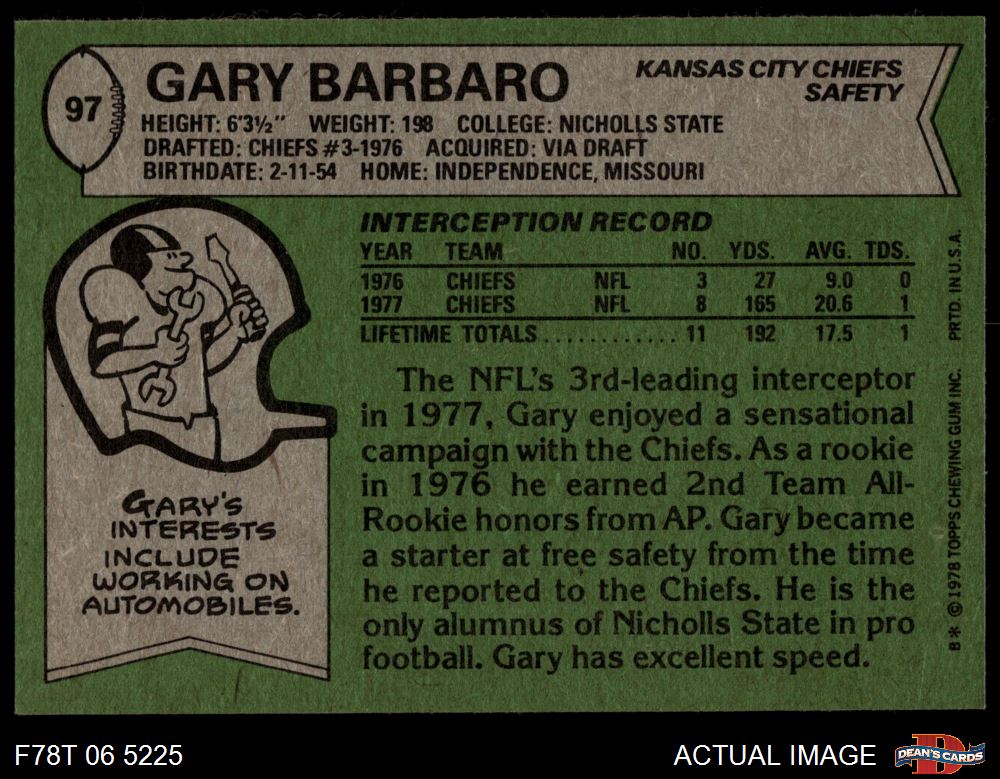 97
GARY BARBARO
KANSAS CITY CHIEFS
SAFETY
HEIGHT: 6'3½" WEIGHT: 198 COLLEGE: NICHOLLS STATE
DRAFTED: CHIEFS #3-1976 ACQUIRED: VIA DRAFT
BIRTHDATE: 2-11-54 HOME: INDEPENDENCE, MISSOURI
INTERCEPTION RECORD
YEAR TEAM NO. YDS. AVG. TDS.
1976 CHIEFS NFL 3 27 9.0 0
1977 CHIEFS NFL 8 165 20.6 1
LIFETIME TOTALS............ 11 192 17.5 1
The NFL's 3rd-leading interceptor
in 1977, Gary enjoyed a sensational
campaign with the Chiefs. As a rookie
in 1976 he earned 2nd Team All-
Rookie honors from AP. Gary became
a starter at free safety from the time
he reported to the Chiefs. He is the
only alumnus of Nicholls State in pro
football. Gary has excellent speed.
GARY'S
INTERESTS
INCLUDE
WORKING ON
AUTOMOBILES.
8* © 1978 TOPPS CHEWING GUM INC. PRTD. IN U.S.A.
F78T 06 5225
ACTUAL IMAGE
D
DEAN'S CARDS